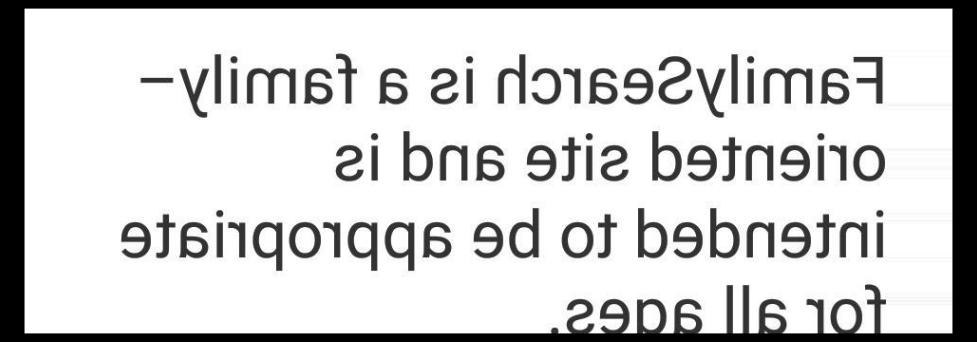 FamilySearch is a family-
oriented site and is
intended to be appropriate
for all ages.